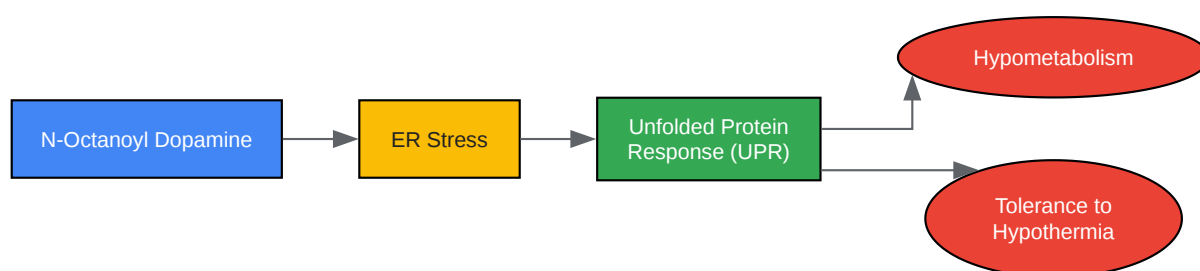 N-Octanoyl Dopamine
ER Stress
Unfolded Protein
Response (UPR)
Hypometabolism
Tolerance to
Hypothermia